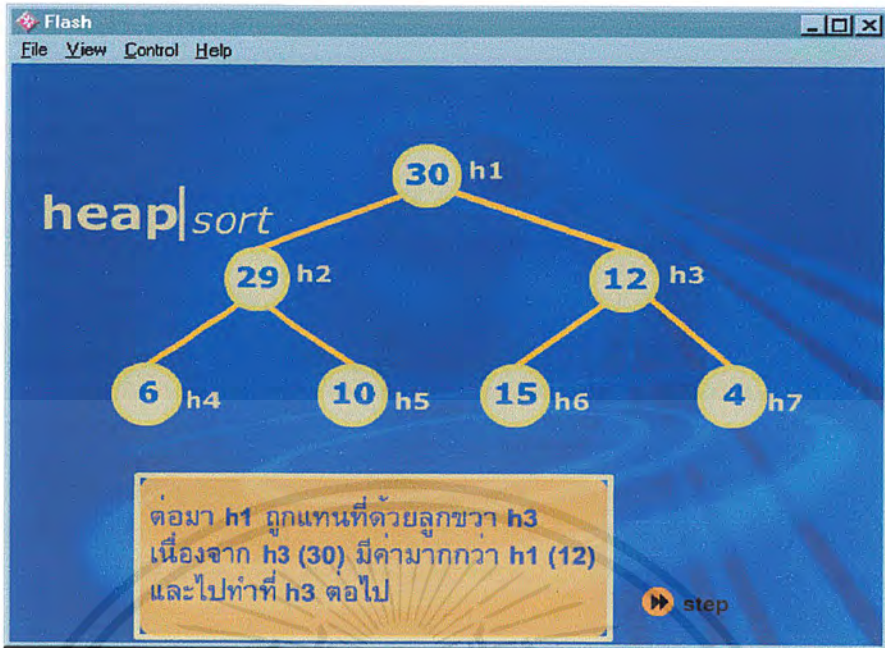 Flash
File View Control Help
30 h1
heap|sort
29 h2
12 h3
6 h4
10 h5
15 h6
4 h7
ต่อมา h1 ถูกแทนที่ด้วยลูกขวา h3
เนื่องจาก h3 (30) มีค่ามากกว่า h1 (12)
และไปทำที่ h3 ต่อไป
step